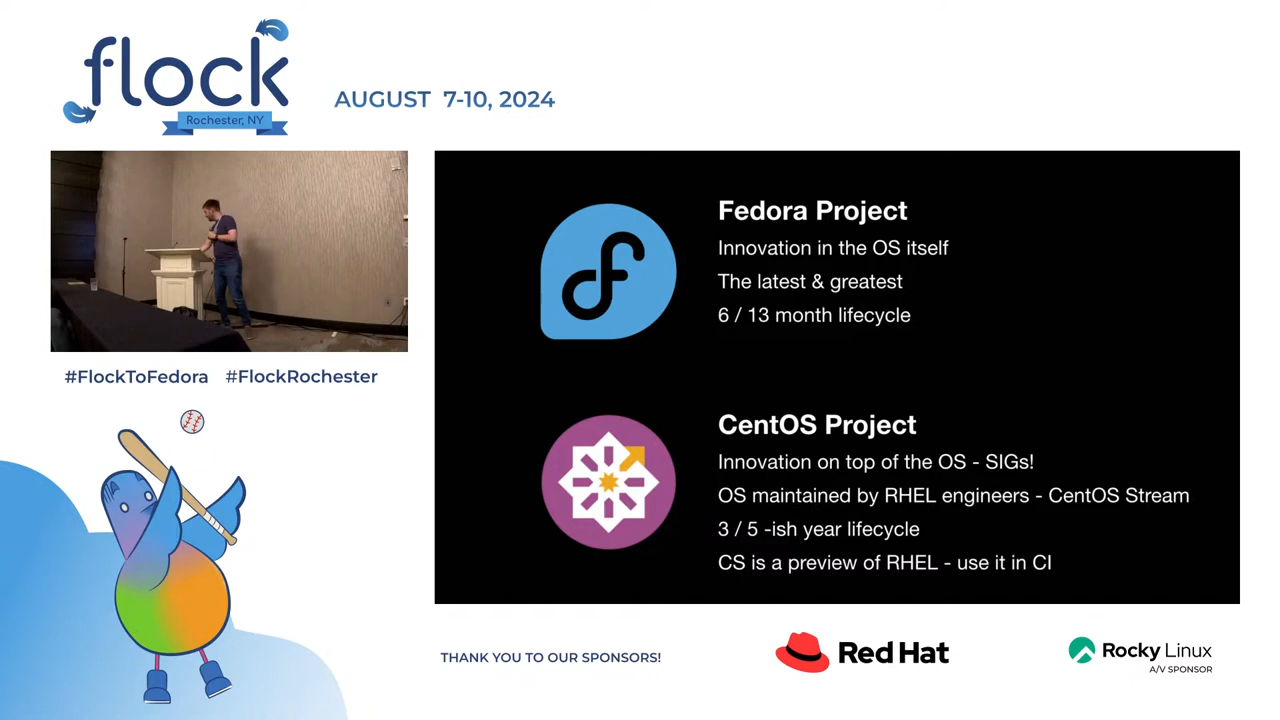 flock
Rochester, NY
AUGUST 7-10, 2024
#FlockToFedora #FlockRochester
Fedora Project
Innovation in the OS itself
The latest & greatest
6 / 13 month lifecycle
CentOS Project
Innovation on top of the OS - SIGs!
OS maintained by RHEL engineers - CentOS Stream
3 / 5 -ish year lifecycle
CS is a preview of RHEL - use it in CI
THANK YOU TO OUR SPONSORS!
Red Hat
Rocky Linux
A/V SPONSOR